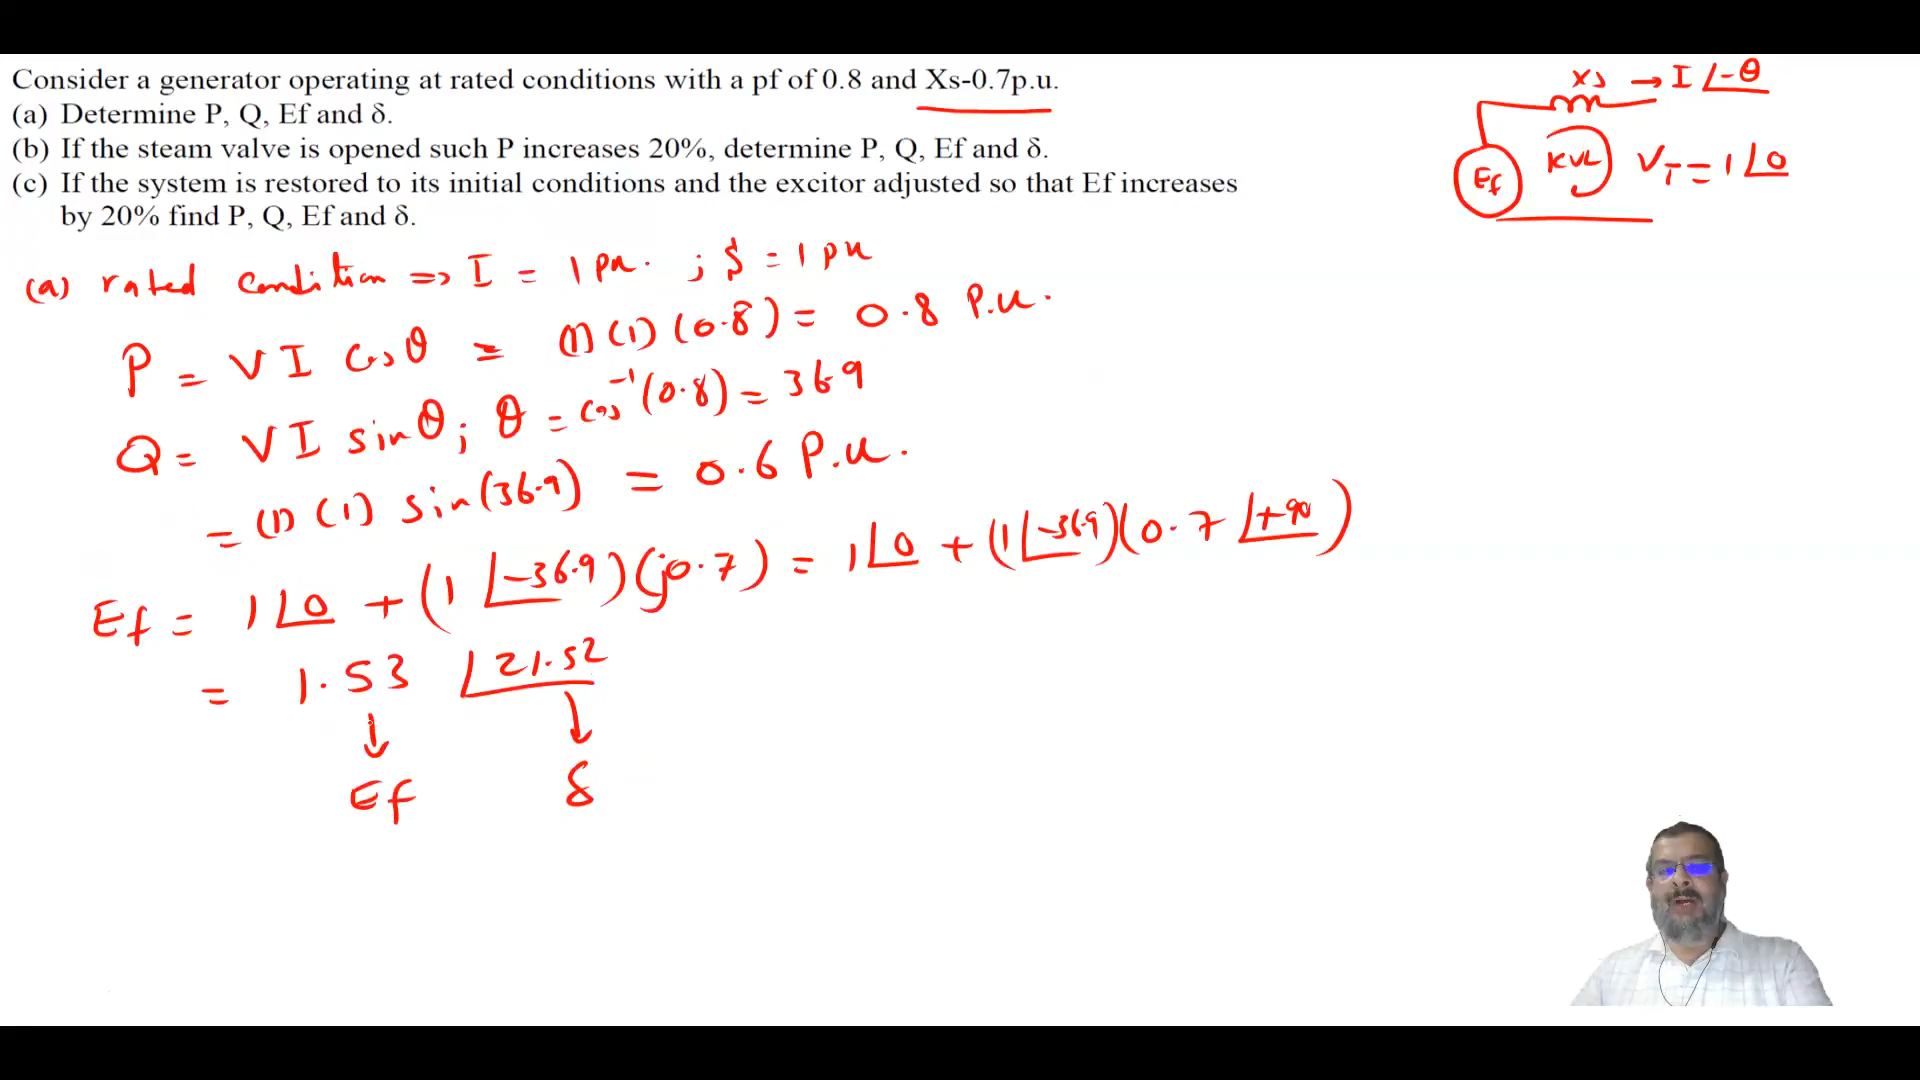 Consider a generator operating at rated conditions with a pf of 0.8 and Xs-0.7p.u.
(a) Determine P, Q, Ef and δ.
(b) If the steam valve is opened such P increases 20%, determine P, Q, Ef and δ.
(c) If the system is restored to its initial conditions and the excitor adjusted so that Ef increases
by 20% find P, Q, Ef and δ.
Xs → I ∠-θ
Ef KVL V_T = 1∠0
(a) rated condition => I = 1 pu. ; S = 1 pu
P = V I Cos θ = (1) (1) (0.8) = 0.8 P.u.
Q = V I sin θ ; θ = cos⁻¹(0.8) = 36.9
= (1) (1) sin(36.9) = 0.6 P.u.
Ef = 1∠0 + (1∠-36.9)(j0.7) = 1∠0 + (1∠-36.9)(0.7∠+90)
= 1.53 ∠21.52
↓ ↓
Ef δ